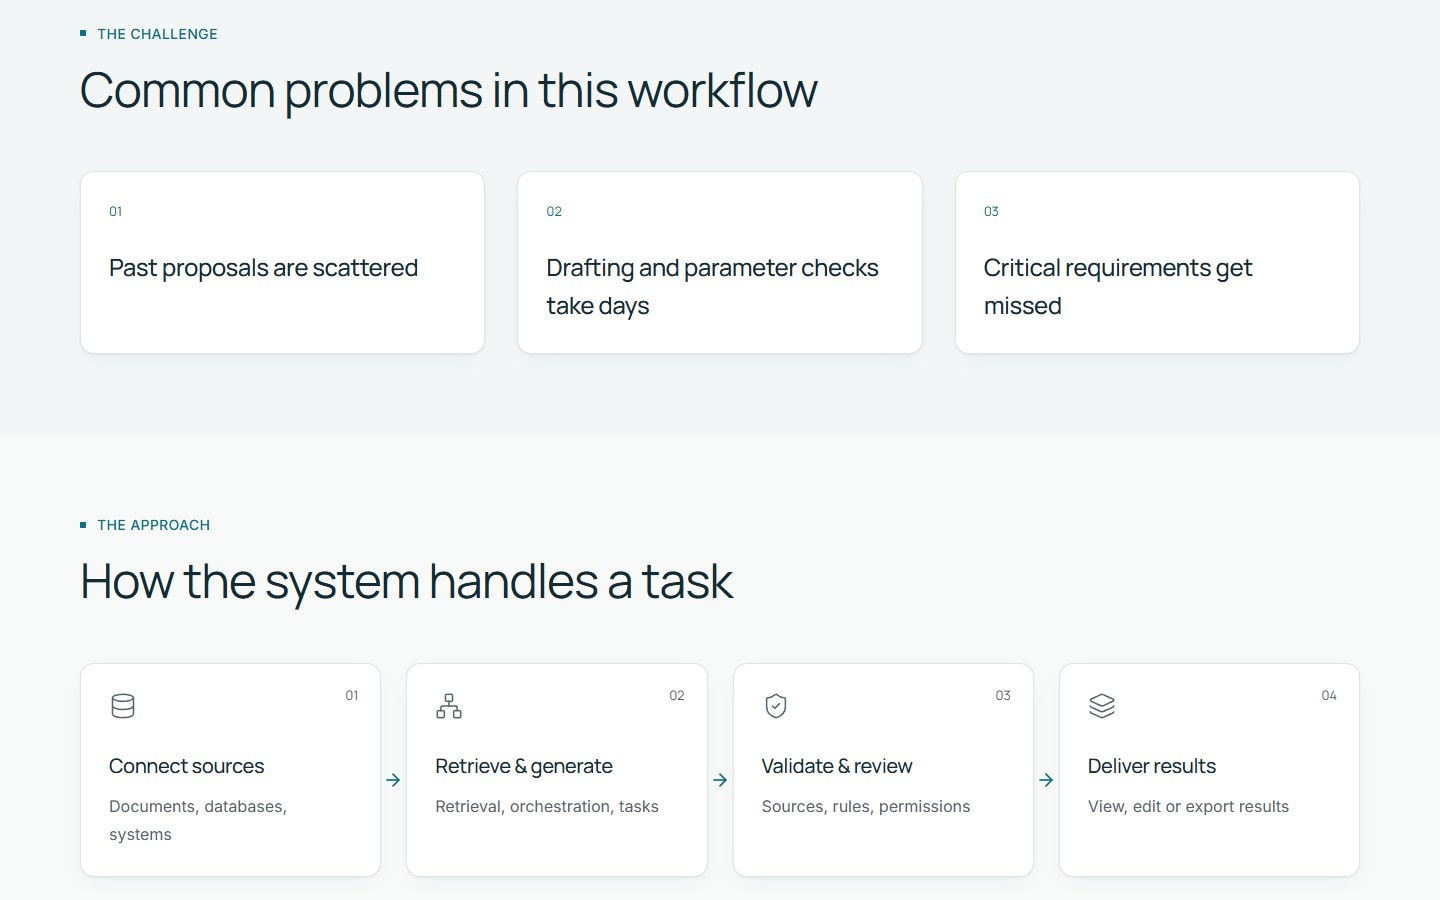 THE CHALLENGE
Common problems in this workflow
01
Past proposals are scattered
02
Drafting and parameter checks
take days
03
Critical requirements get
missed
THE APPROACH
How the system handles a task
01
Connect sources
Documents, databases,
systems
02
Retrieve & generate
Retrieval, orchestration, tasks
03
Validate & review
Sources, rules, permissions
04
Deliver results
View, edit or export results